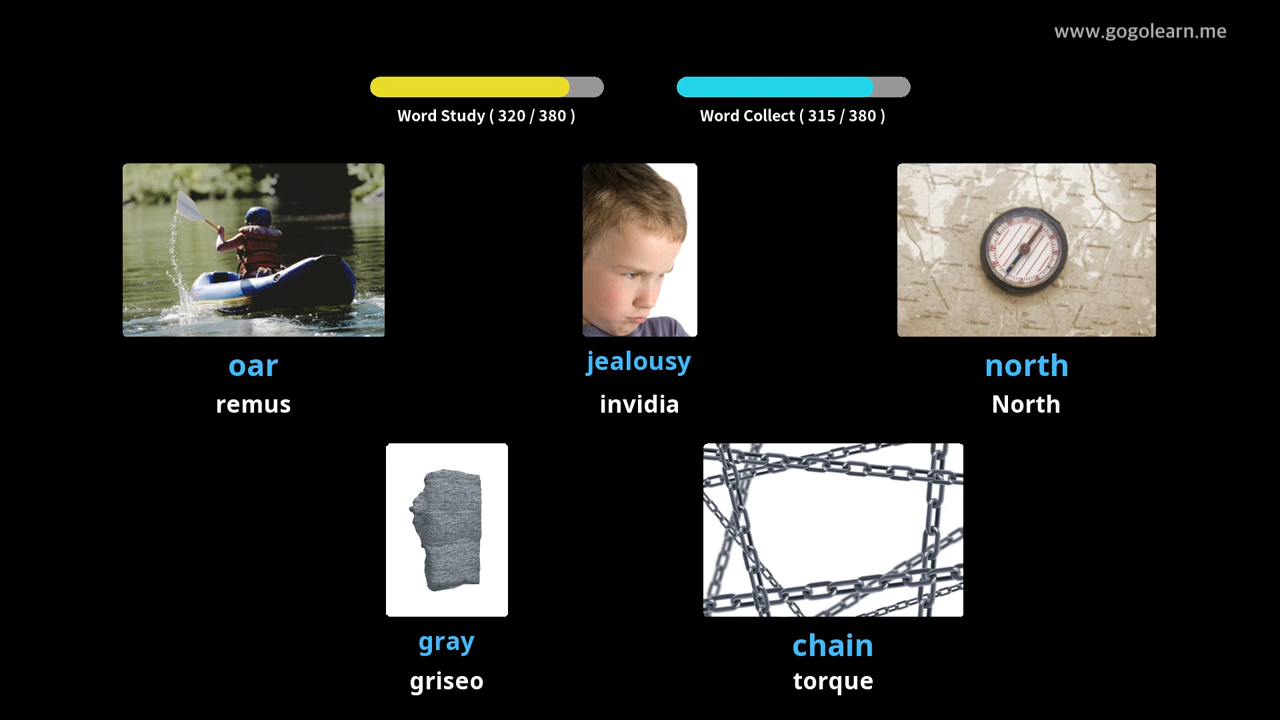 www.gogolearn.me
Word Study ( 320 / 380 )
Word Collect ( 315 / 380 )
oar
remus
jealousy
invidia
north
North
gray
griseo
chain
torque